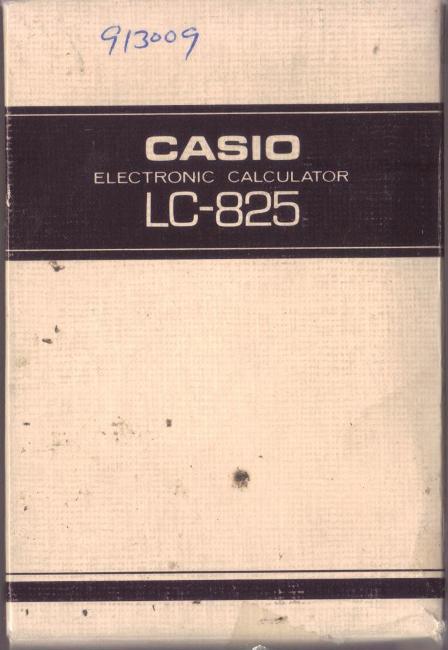 913009
CASIO
ELECTRONIC CALCULATOR
LC-825